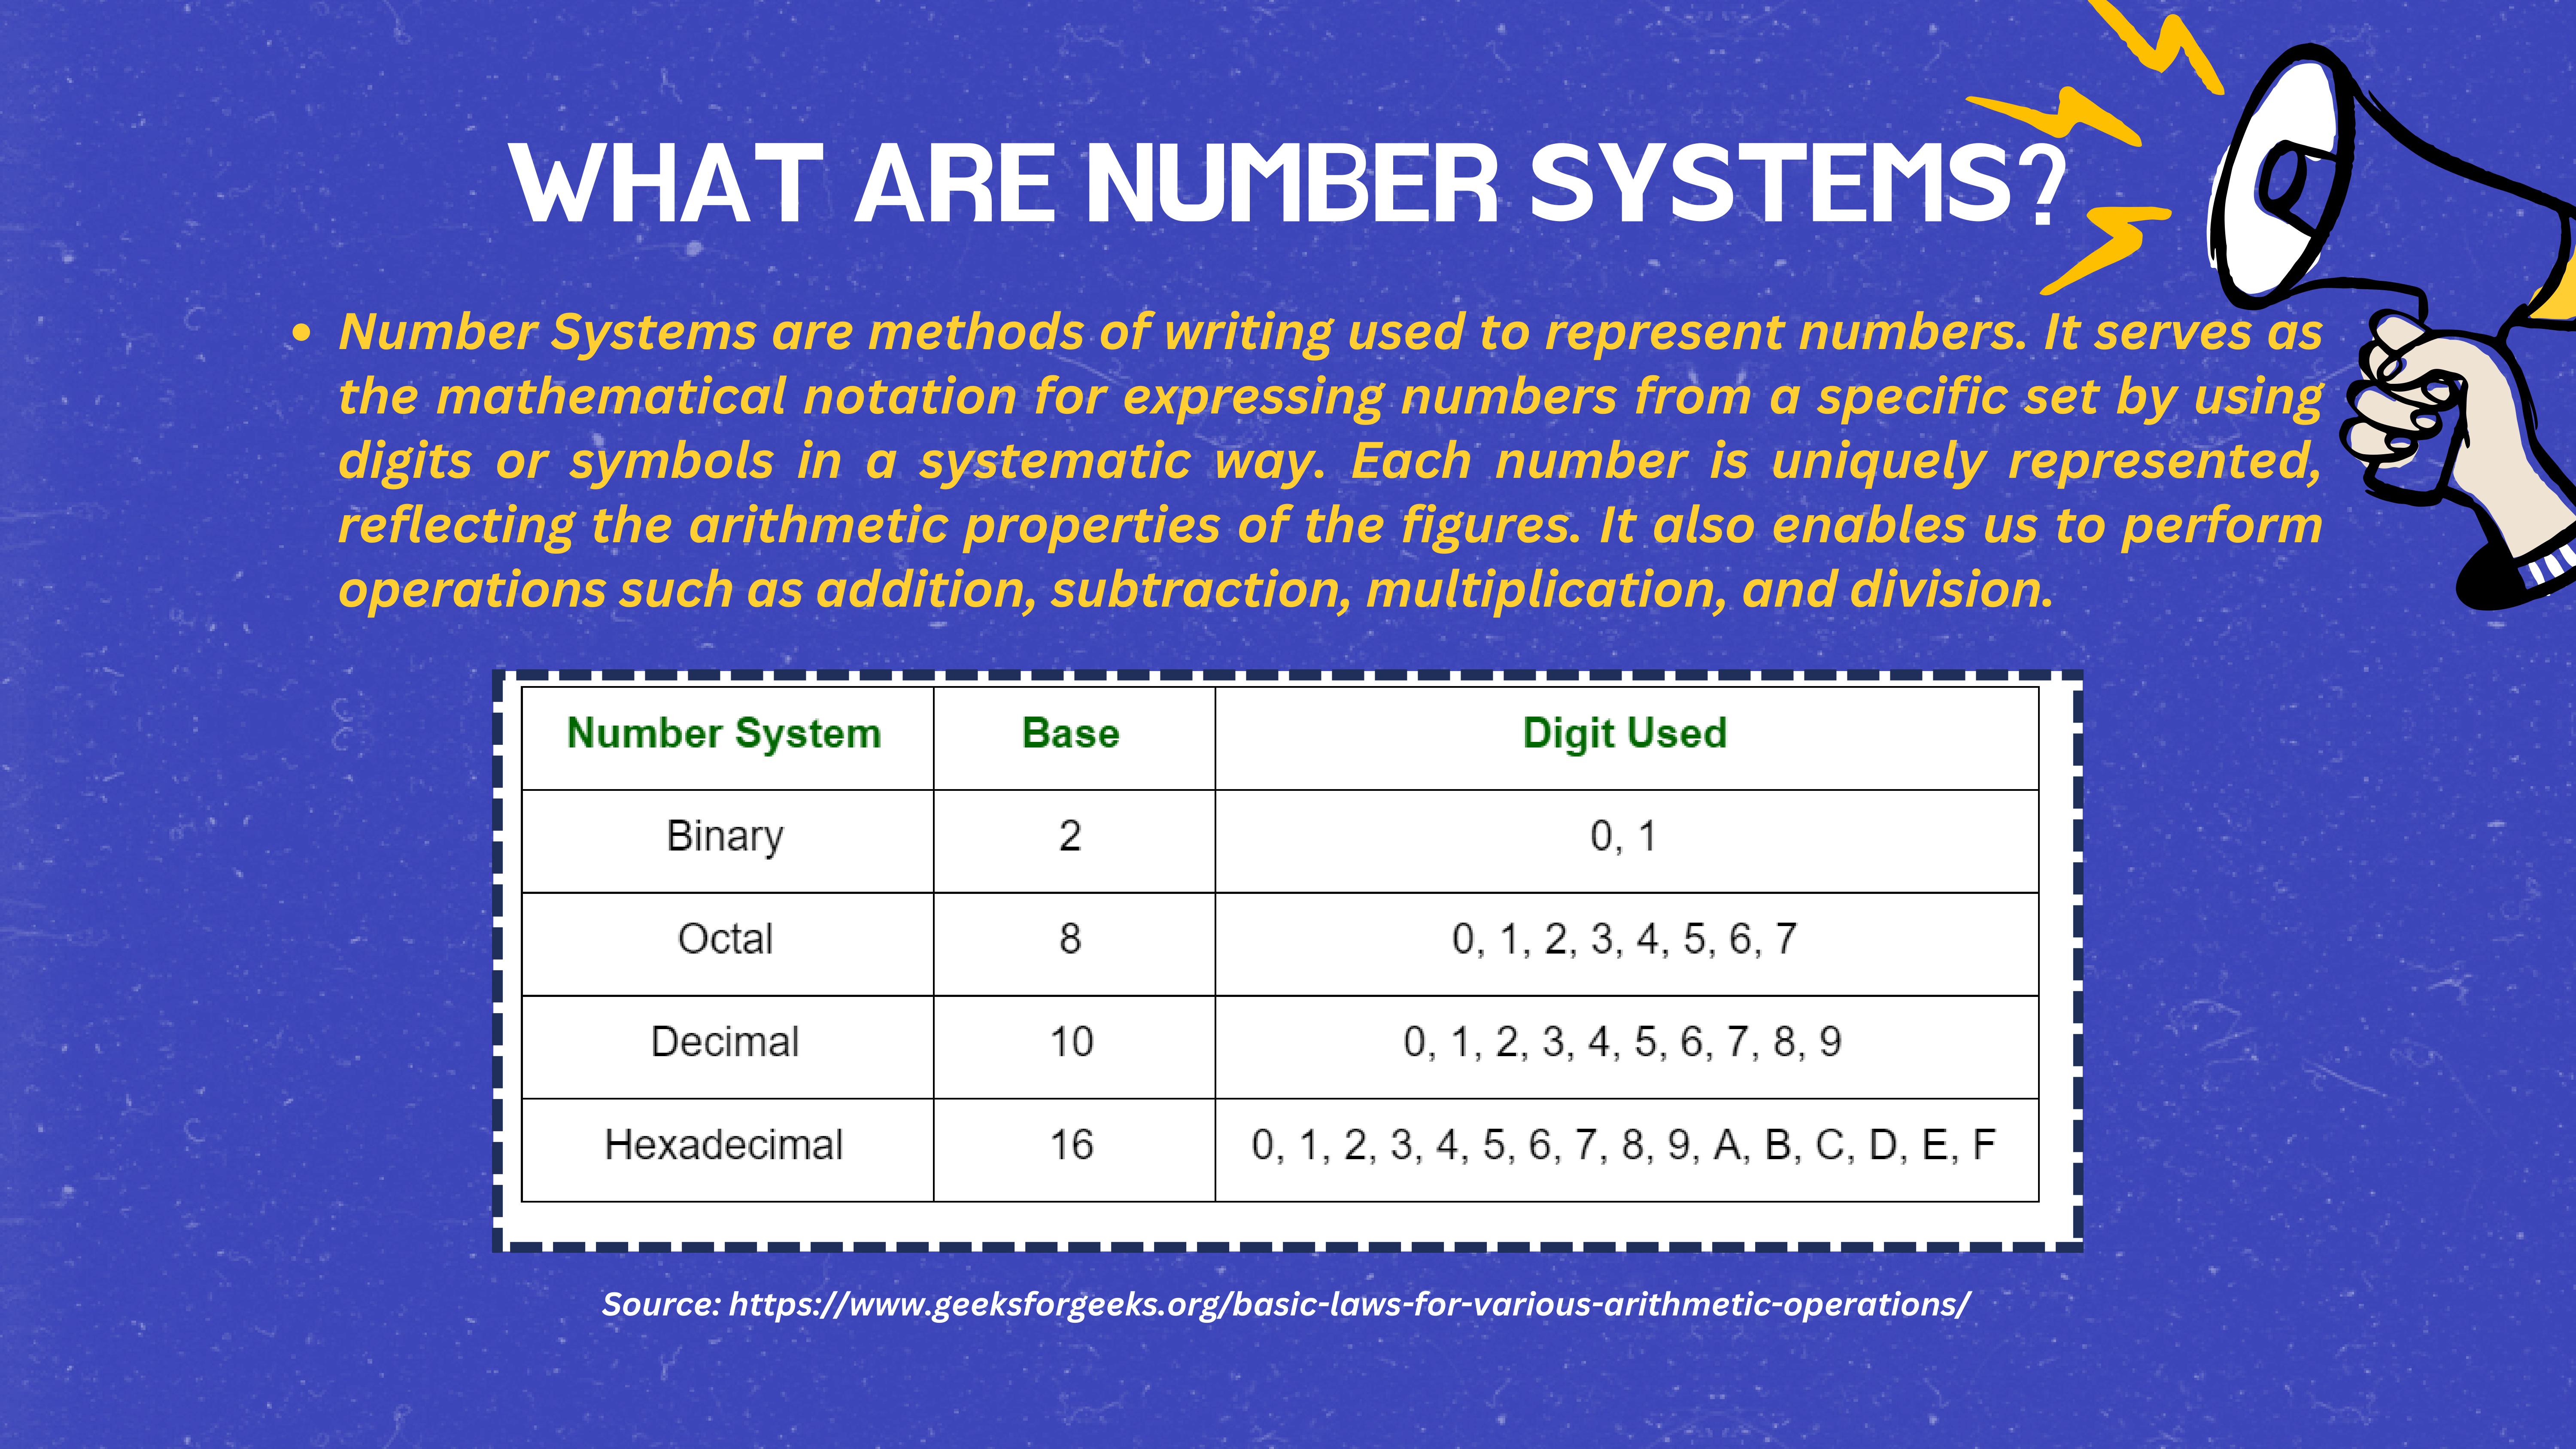 WHAT ARE NUMBER SYSTEMS?
• Number Systems are methods of writing used to represent numbers. It serves as
the mathematical notation for expressing numbers from a specific set by using
digits or symbols in a systematic way. Each number is uniquely represented,
reflecting the arithmetic properties of the figures. It also enables us to perform
operations such as addition, subtraction, multiplication, and division.
Number System Base Digit Used
Binary 2 0, 1
Octal 8 0, 1, 2, 3, 4, 5, 6, 7
Decimal 10 0, 1, 2, 3, 4, 5, 6, 7, 8, 9
Hexadecimal 16 0, 1, 2, 3, 4, 5, 6, 7, 8, 9, A, B, C, D, E, F
Source: https://www.geeksforgeeks.org/basic-laws-for-various-arithmetic-operations/